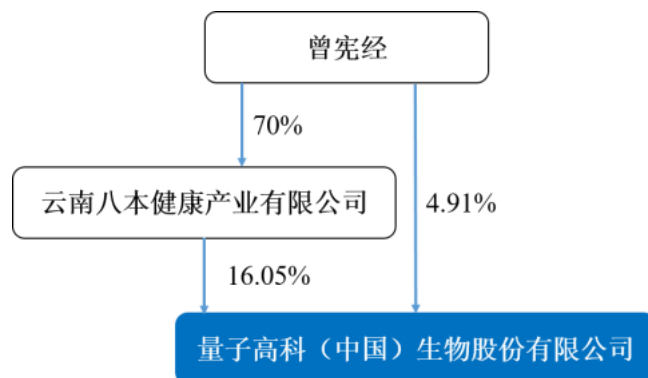 曾宪经
70%
云南八本健康产业有限公司
4.91%
16.05%
量子高科（中国）生物股份有限公司